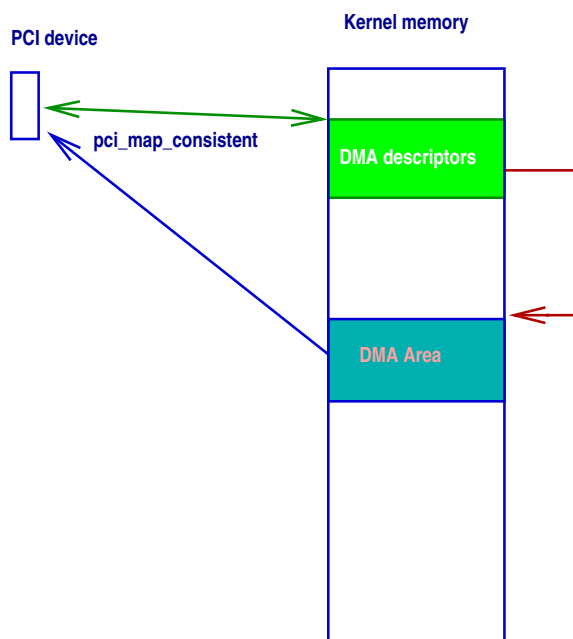 PCI device
Kernel memory
pci_map_consistent
DMA descriptors
DMA Area